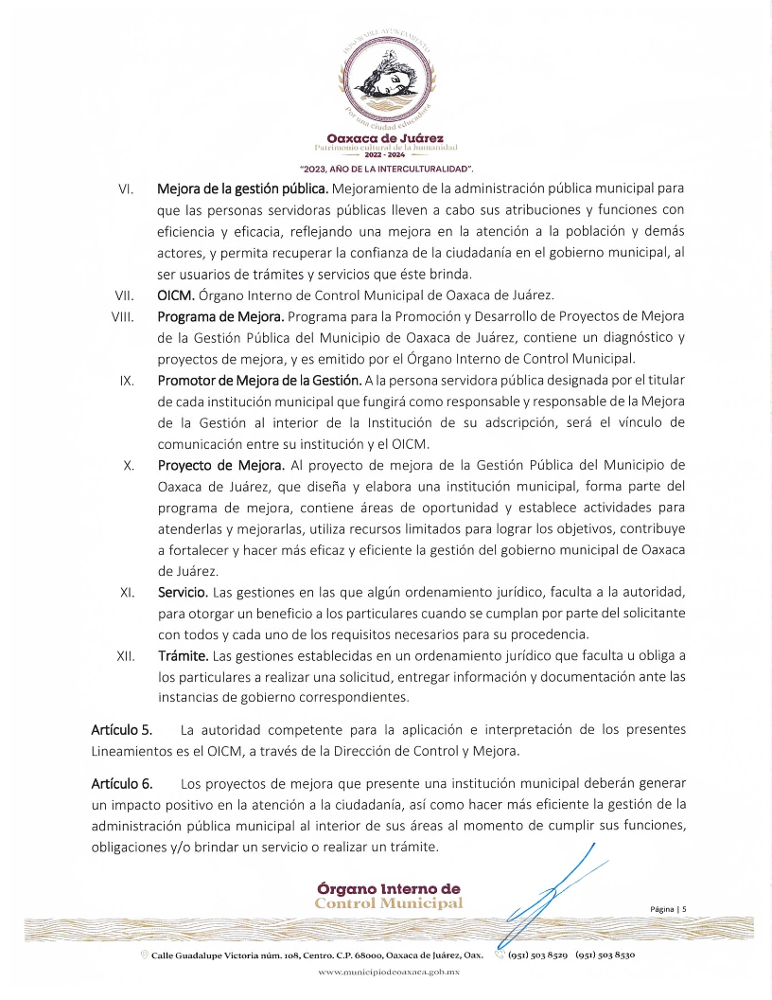 HONORABLE AYUNTAMIENTO
Por una ciudad educadora
Oaxaca de Juárez
Patrimonio cultural de la humanidad
2022 - 2024
"2023, AÑO DE LA INTERCULTURALIDAD".
VI. Mejora de la gestión pública. Mejoramiento de la administración pública municipal para
que las personas servidoras públicas lleven a cabo sus atribuciones y funciones con
eficiencia y eficacia, reflejando una mejora en la atención a la población y demás
actores, y permita recuperar la confianza de la ciudadanía en el gobierno municipal, al
ser usuarios de trámites y servicios que éste brinda.
VII. OICM. Órgano Interno de Control Municipal de Oaxaca de Juárez.
VIII. Programa de Mejora. Programa para la Promoción y Desarrollo de Proyectos de Mejora
de la Gestión Pública del Municipio de Oaxaca de Juárez, contiene un diagnóstico y
proyectos de mejora, y es emitido por el Órgano Interno de Control Municipal.
IX. Promotor de Mejora de la Gestión. A la persona servidora pública designada por el titular
de cada institución municipal que fungirá como responsable y responsable de la Mejora
de la Gestión al interior de la Institución de su adscripción, será el vínculo de
comunicación entre su institución y el OICM.
X. Proyecto de Mejora. Al proyecto de mejora de la Gestión Pública del Municipio de
Oaxaca de Juárez, que diseña y elabora una institución municipal, forma parte del
programa de mejora, contiene áreas de oportunidad y establece actividades para
atenderlas y mejorarlas, utiliza recursos limitados para lograr los objetivos, contribuye
a fortalecer y hacer más eficaz y eficiente la gestión del gobierno municipal de Oaxaca
de Juárez.
XI. Servicio. Las gestiones en las que algún ordenamiento jurídico, faculta a la autoridad,
para otorgar un beneficio a los particulares cuando se cumplan por parte del solicitante
con todos y cada uno de los requisitos necesarios para su procedencia.
XII. Trámite. Las gestiones establecidas en un ordenamiento jurídico que faculta u obliga a
los particulares a realizar una solicitud, entregar información y documentación ante las
instancias de gobierno correspondientes.
Artículo 5. La autoridad competente para la aplicación e interpretación de los presentes
Lineamientos es el OICM, a través de la Dirección de Control y Mejora.
Artículo 6. Los proyectos de mejora que presente una institución municipal deberán generar
un impacto positivo en la atención a la ciudadanía, así como hacer más eficiente la gestión de la
administración pública municipal al interior de sus áreas al momento de cumplir sus funciones,
obligaciones y/o brindar un servicio o realizar un trámite.
Órgano Interno de
Control Municipal
Página | 5
Calle Guadalupe Victoria núm. 108, Centro. C.P. 68000, Oaxaca de Juárez, Oax. (951) 503 8529 (951) 503 8530
www.municipiodeoaxaca.gob.mx